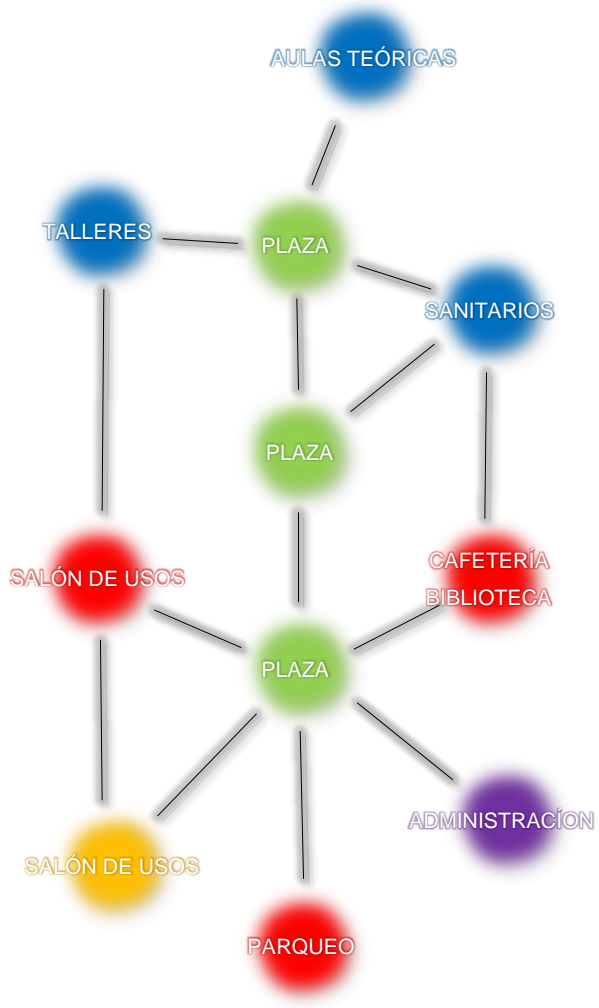 AULAS TEÓRICAS
TALLERES
PLAZA
SANITARIOS
PLAZA
SALÓN DE USOS
CAFETERÍA
BIBLIOTECA
PLAZA
ADMINISTRACÍON
SALÓN DE USOS
PARQUEO